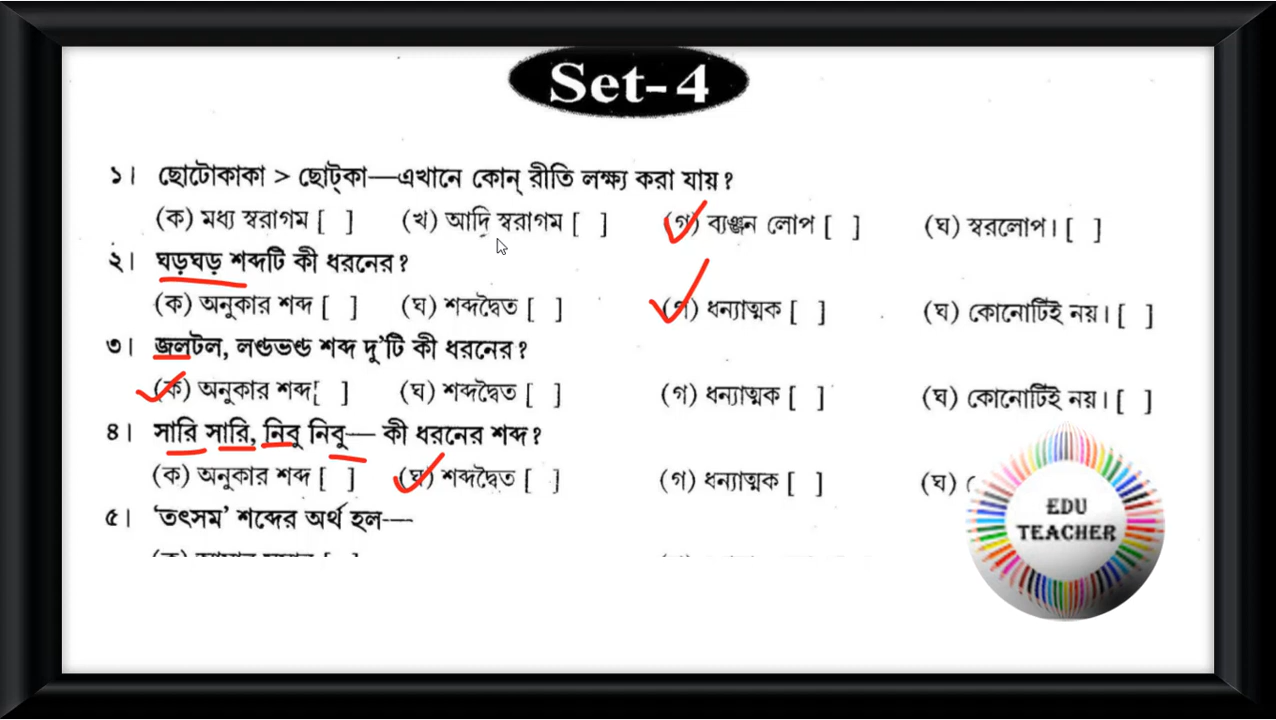 Set-4
১। ছোটোকাকা > ছোট্‌কা—এখানে কোন্ রীতি লক্ষ্য করা যায়?
(ক) মধ্য স্বরাগম [ ] (খ) আদি স্বরাগম [ ] (গ) ব্যঞ্জন লোপ [ ] (ঘ) স্বরলোপ। [ ]
২। ঘড়ঘড় শব্দটি কী ধরনের?
(ক) অনুকার শব্দ [ ] (ঘ) শব্দদ্বৈত [ ] (গ) ধন্যাত্মক [ ] (ঘ) কোনোটিই নয়। [ ]
৩। জলটল, লণ্ডভণ্ড শব্দ দু'টি কী ধরনের?
(ক) অনুকার শব্দ [ ] (ঘ) শব্দদ্বৈত [ ] (গ) ধন্যাত্মক [ ] (ঘ) কোনোটিই নয়। [ ]
৪। সারি সারি, নিবু নিবু— কী ধরনের শব্দ?
(ক) অনুকার শব্দ [ ] (ঘ) শব্দদ্বৈত [ ] (গ) ধন্যাত্মক [ ] (ঘ)
৫। 'তৎসম' শব্দের অর্থ হল—
EDU
TEACHER